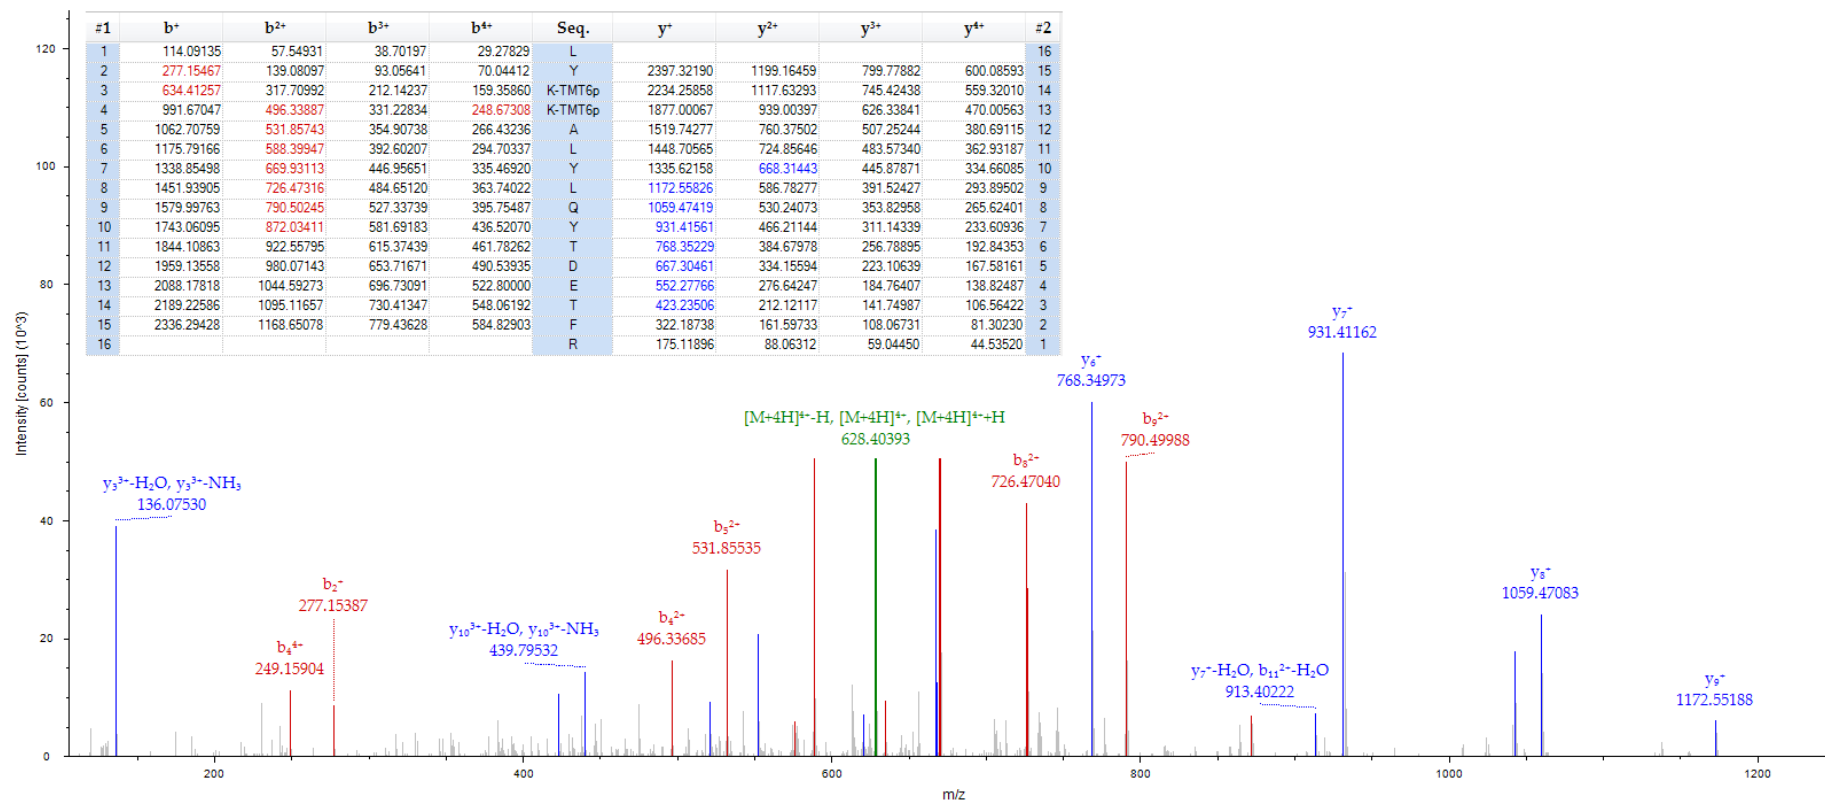 #1 b⁺ b²⁺ b³⁺ b⁴⁺ Seq. y⁺ y²⁺ y³⁺ y⁴⁺ #2
1 114.09135 57.54931 38.70197 29.27829 L 16
2 277.15467 139.08097 93.05641 70.04412 Y 2397.32190 1199.16459 799.77882 600.08593 15
3 634.41257 317.70992 212.14237 159.35860 K-TMT6p 2234.25858 1117.63293 745.42438 559.32010 14
4 991.67047 496.33887 331.22834 248.67308 K-TMT6p 1877.00067 939.00397 626.33841 470.00563 13
5 1062.70759 531.85743 354.90738 266.43236 A 1519.74277 760.37502 507.25244 380.69115 12
6 1175.79166 588.39947 392.60207 294.70337 L 1448.70565 724.85646 483.57340 362.93187 11
7 1338.85498 669.93113 446.95651 335.46920 Y 1335.62158 668.31443 445.87871 334.66085 10
8 1451.93905 726.47316 484.65120 363.74022 L 1172.55826 586.78277 391.52427 293.89502 9
9 1579.99763 790.50245 527.33739 395.75487 Q 1059.47419 530.24073 353.82958 265.62401 8
10 1743.06095 872.03411 581.69183 436.52070 Y 931.41561 466.21144 311.14339 233.60936 7
11 1844.10863 922.55795 615.37439 461.78262 T 768.35229 384.67978 256.78895 192.84353 6
12 1959.13558 980.07143 653.71671 490.53935 D 667.30461 334.15594 223.10639 167.58161 5
13 2088.17818 1044.59273 696.73091 522.80000 E 552.27766 276.64247 184.76407 138.82487 4
14 2189.22586 1095.11657 730.41347 548.06192 T 423.23506 212.12117 141.74987 106.56422 3
15 2336.29428 1168.65078 779.43628 584.82903 F 322.18738 161.59733 108.06731 81.30230 2
16 R 175.11896 88.06312 59.04450 44.53520 1
Intensity [counts] (10^3)
120
100
80
60
40
20
0
y₇⁺
931.41162
y₆⁺
768.34973
[M+4H]⁴⁺-H, [M+4H]⁴⁺, [M+4H]⁴⁺+H
628.40393
b₉²⁺
790.49988
b₈²⁺
726.47040
y₃³⁺-H₂O, y₃³⁺-NH₃
136.07530
b₅²⁺
531.85535
b₂⁺
277.15387
y₈⁺
1059.47083
b₄²⁺
496.33685
y₁₀³⁺-H₂O, y₁₀³⁺-NH₃
439.79532
b₄⁴⁺
249.15904
y₇⁺-H₂O, b₁₁²⁺-H₂O
913.40222
y₉⁺
1172.55188
200 400 600 800 1000 1200
m/z